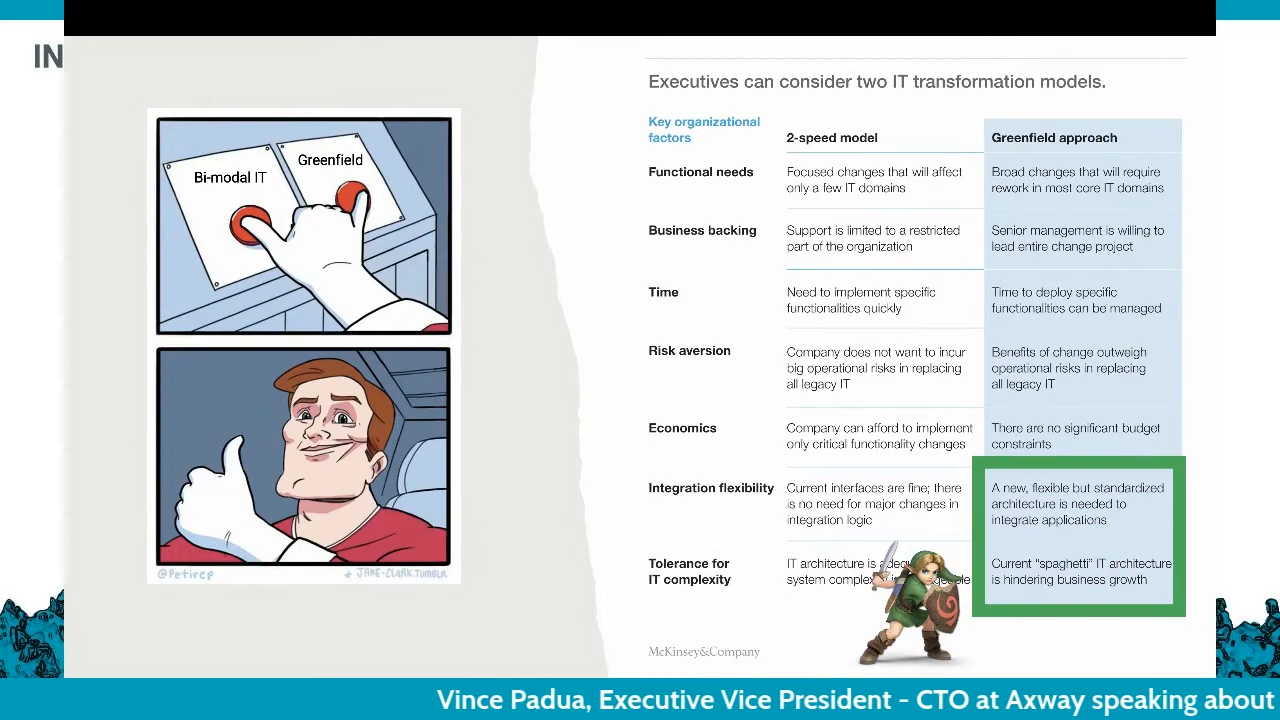 IN
Bi-modal IT
Greenfield
@Petirep
+ JAKE-CLARK.TUMBLR
Executives can consider two IT transformation models.
Key organizational
factors
2-speed model
Greenfield approach
Functional needs
Focused changes that will affect
only a few IT domains
Broad changes that will require
rework in most core IT domains
Business backing
Support is limited to a restricted
part of the organization
Senior management is willing to
lead entire change project
Time
Need to implement specific
functionalities quickly
Time to deploy specific
functionalities can be managed
Risk aversion
Company does not want to incur
big operational risks in replacing
all legacy IT
Benefits of change outweigh
operational risks in replacing
all legacy IT
Economics
Company can afford to implement
only critical functionality changes
There are no significant budget
constraints
Integration flexibility
Current interfaces are fine; there
is no need for major changes in
integration logic
A new, flexible but standardized
architecture is needed to
integrate applications
Tolerance for
IT complexity
IT
system
Current "spaghetti" IT architecture
is hindering business growth
McKinsey&Company
Vince Padua, Executive Vice President - CTO at Axway speaking about